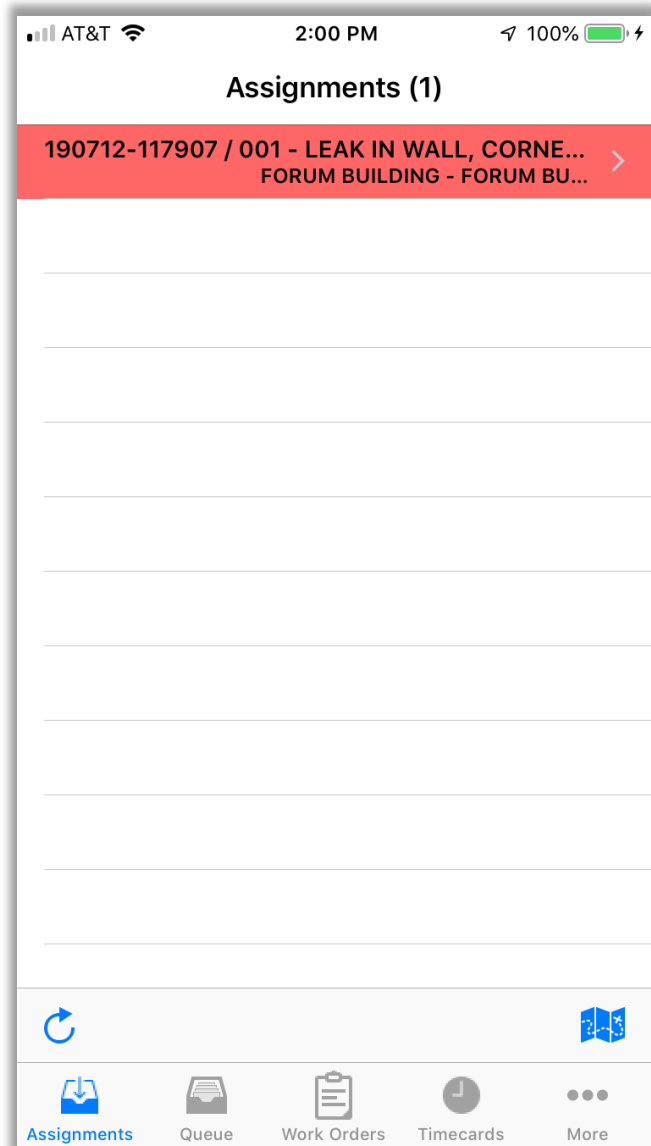 AT&T 2:00 PM 100%
Assignments (1)
190712-117907 / 001 - LEAK IN WALL, CORNE...
FORUM BUILDING - FORUM BU...
Assignments Queue Work Orders Timecards More